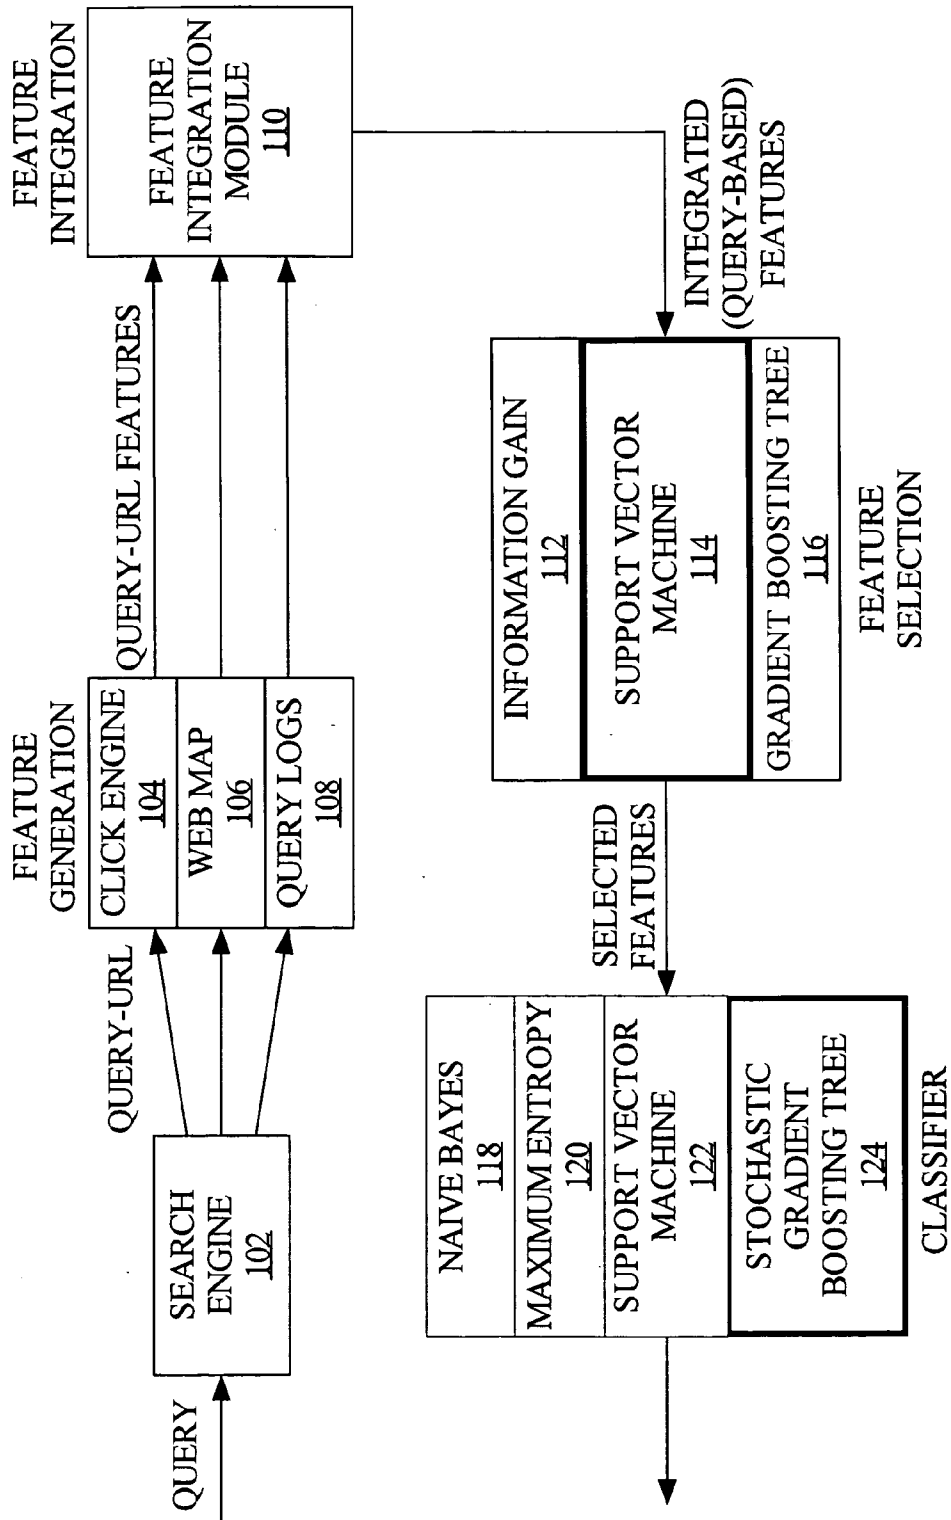 QUERY
SEARCH
ENGINE
102
QUERY-URL
FEATURE
GENERATION
CLICK ENGINE
104
WEB MAP
106
QUERY LOGS
108
QUERY-URL FEATURES
FEATURE
INTEGRATION
FEATURE
INTEGRATION
MODULE
110
INTEGRATED
(QUERY-BASED)
FEATURES
INFORMATION GAIN
112
SUPPORT VECTOR
MACHINE
114
GRADIENT BOOSTING TREE
116
FEATURE
SELECTION
SELECTED
FEATURES
NAIVE BAYES
118
MAXIMUM ENTROPY
120
SUPPORT VECTOR
MACHINE
122
STOCHASTIC
GRADIENT
BOOSTING TREE
124
CLASSIFIER